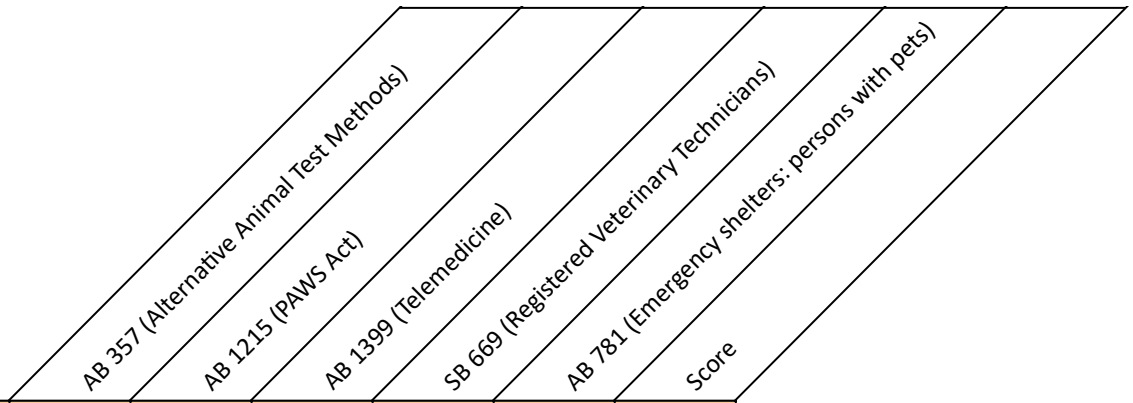 AB 357 (Alternative Animal Test Methods)
AB 1215 (PAWS Act)
AB 1399 (Telemedicine)
SB 669 (Registered Veterinary Technicians)
AB 781 (Emergency shelters: persons with pets)
Score